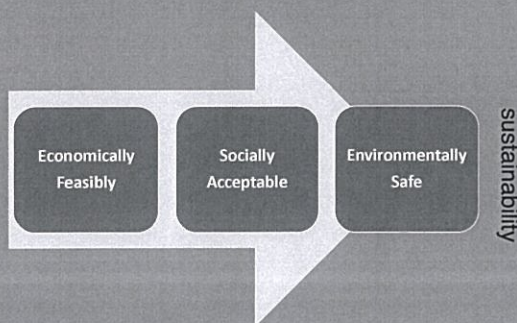 Economically
Feasibly
Socially
Acceptable
Environmentally
Safe
sustainability